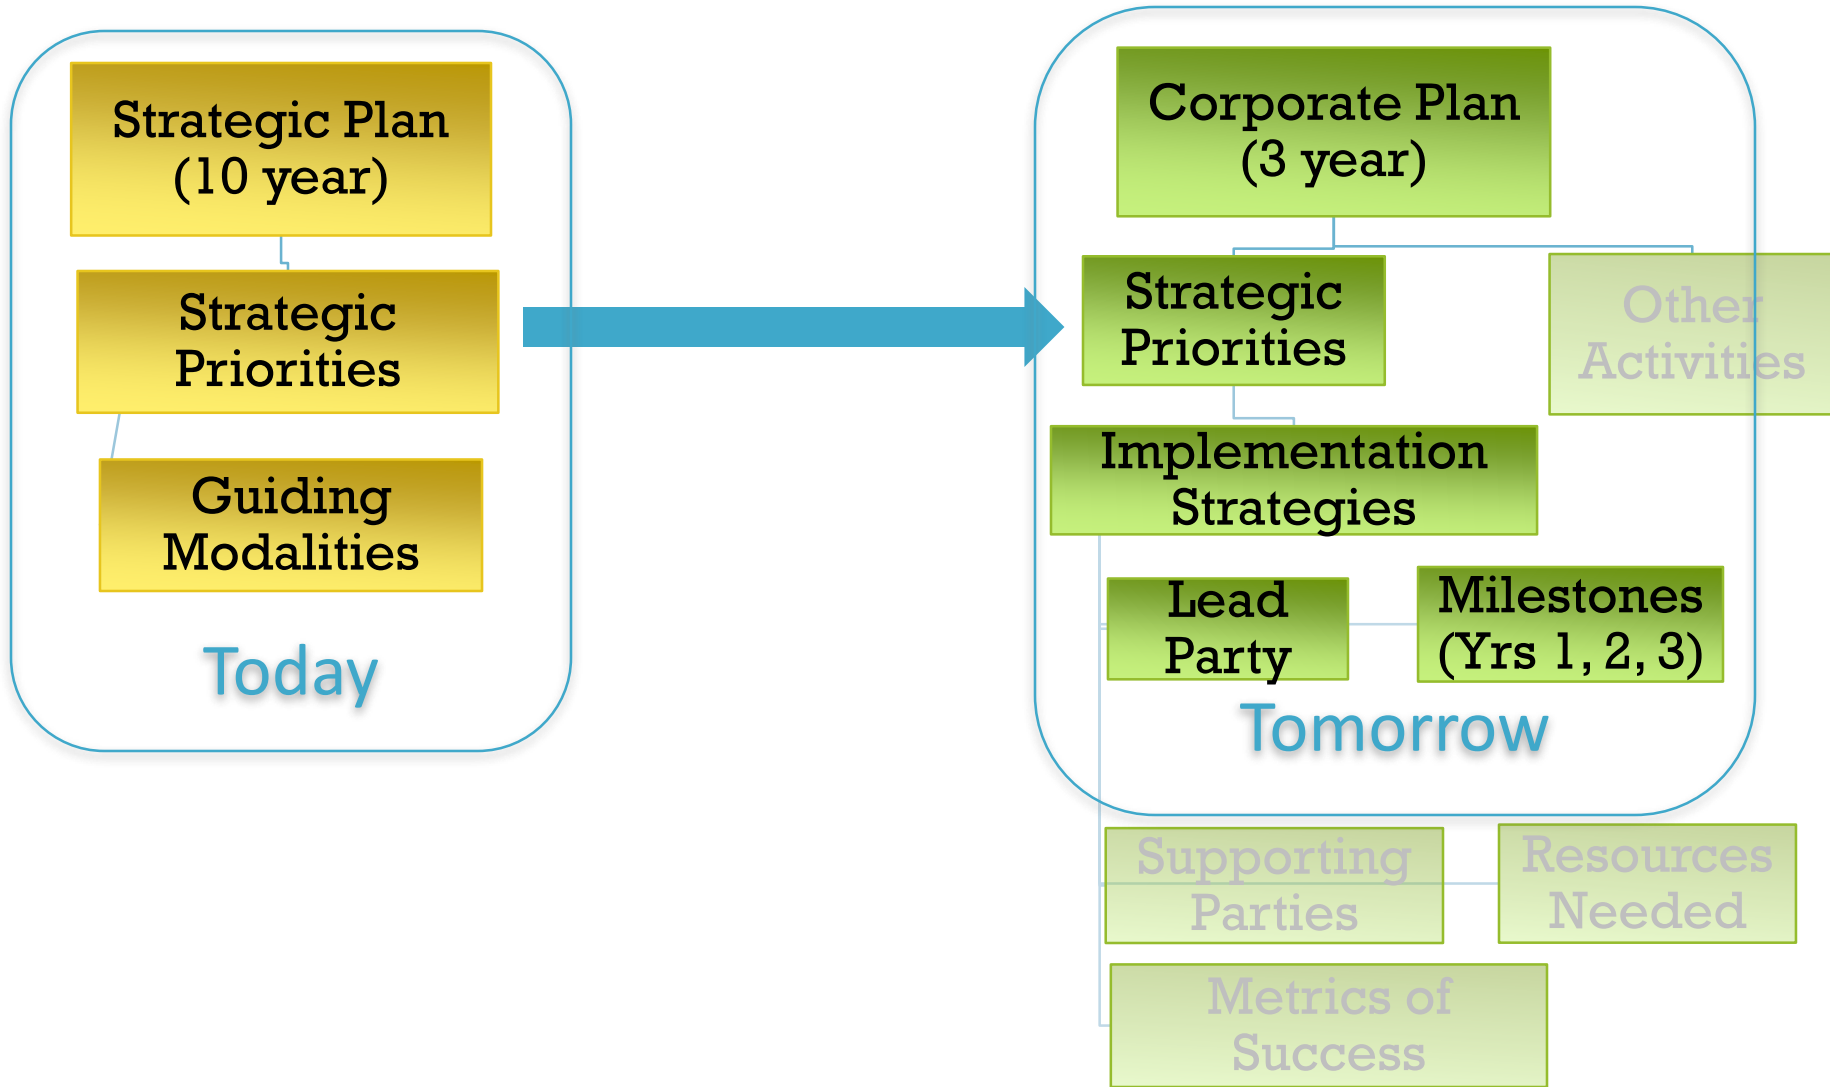 Strategic Plan
(10 year)
Strategic
Priorities
Guiding
Modalities
Today
Corporate Plan
(3 year)
Strategic
Priorities
Other
Activities
Implementation
Strategies
Lead
Party
Milestones
(Yrs 1, 2, 3)
Tomorrow
Supporting
Parties
Resources
Needed
Metrics of
Success